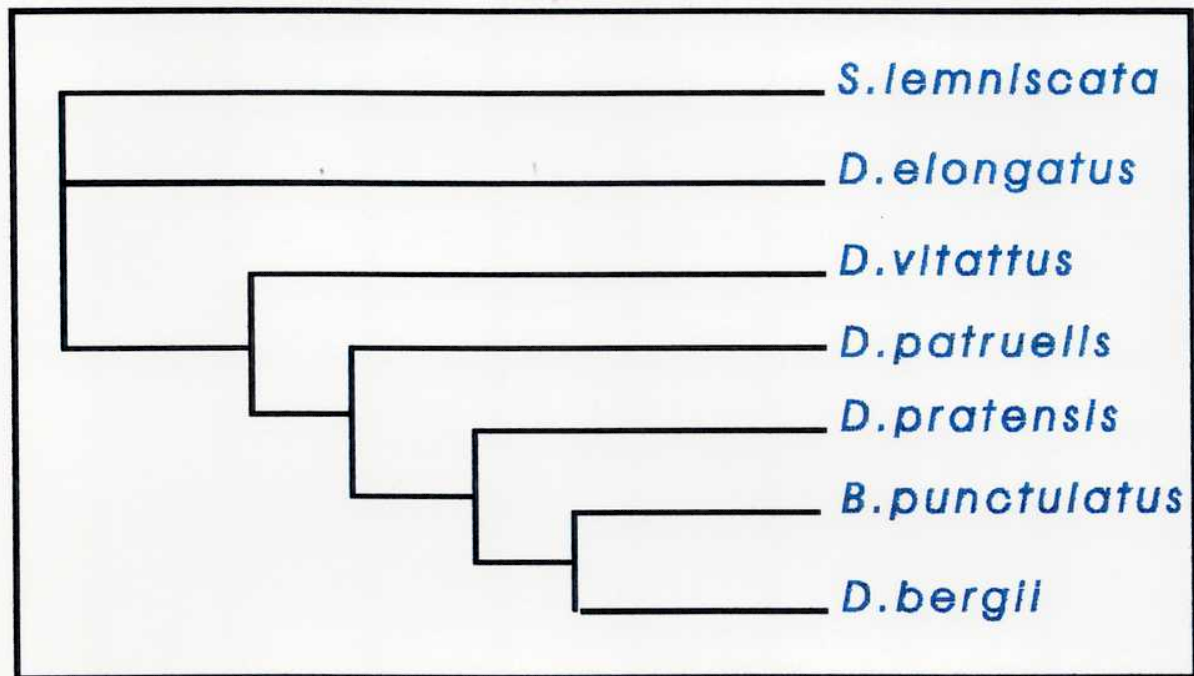 S.lemniscata
D.elongatus
D.vitattus
D.patruelis
D.pratensis
B.punctulatus
D.bergii